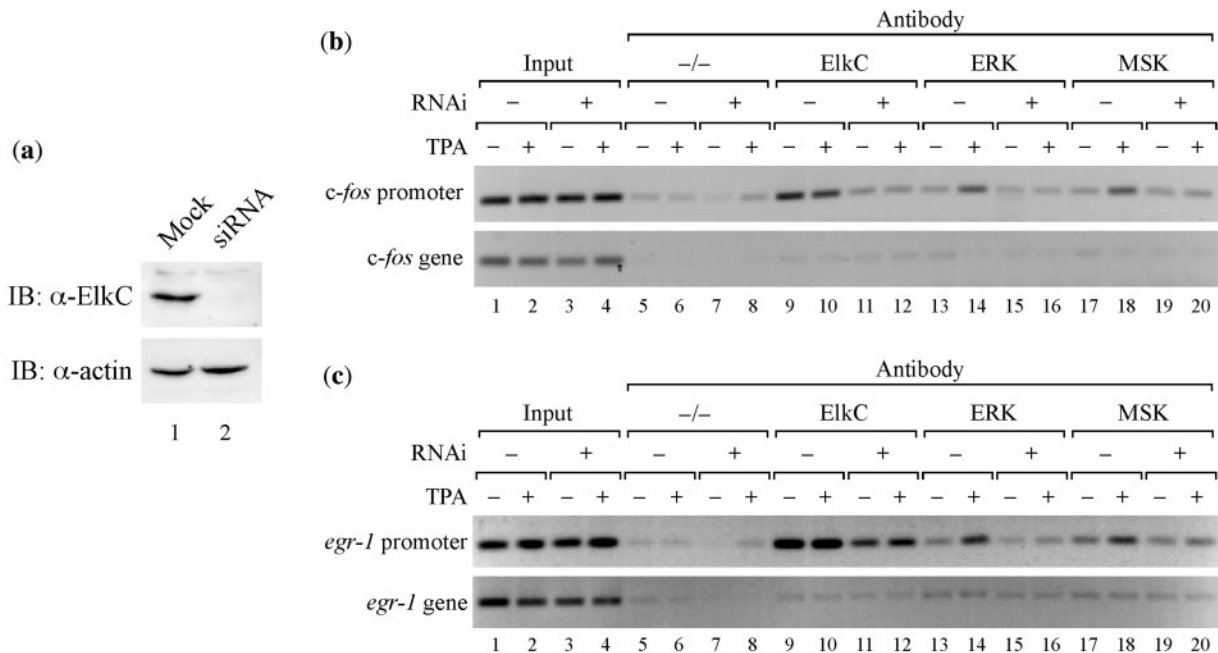 (a)
Mock siRNA
IB: α-ElkC
IB: α-actin
1 2
(b)
Antibody
Input –/– ElkC ERK MSK
RNAi – + – + – + – + – +
TPA – + – + – + – + – + – + – + – + – + – +
c-fos promoter
c-fos gene
1 2 3 4 5 6 7 8 9 10 11 12 13 14 15 16 17 18 19 20
(c)
Antibody
Input –/– ElkC ERK MSK
RNAi – + – + – + – + – +
TPA – + – + – + – + – + – + – + – + – + – +
egr-1 promoter
egr-1 gene
1 2 3 4 5 6 7 8 9 10 11 12 13 14 15 16 17 18 19 20